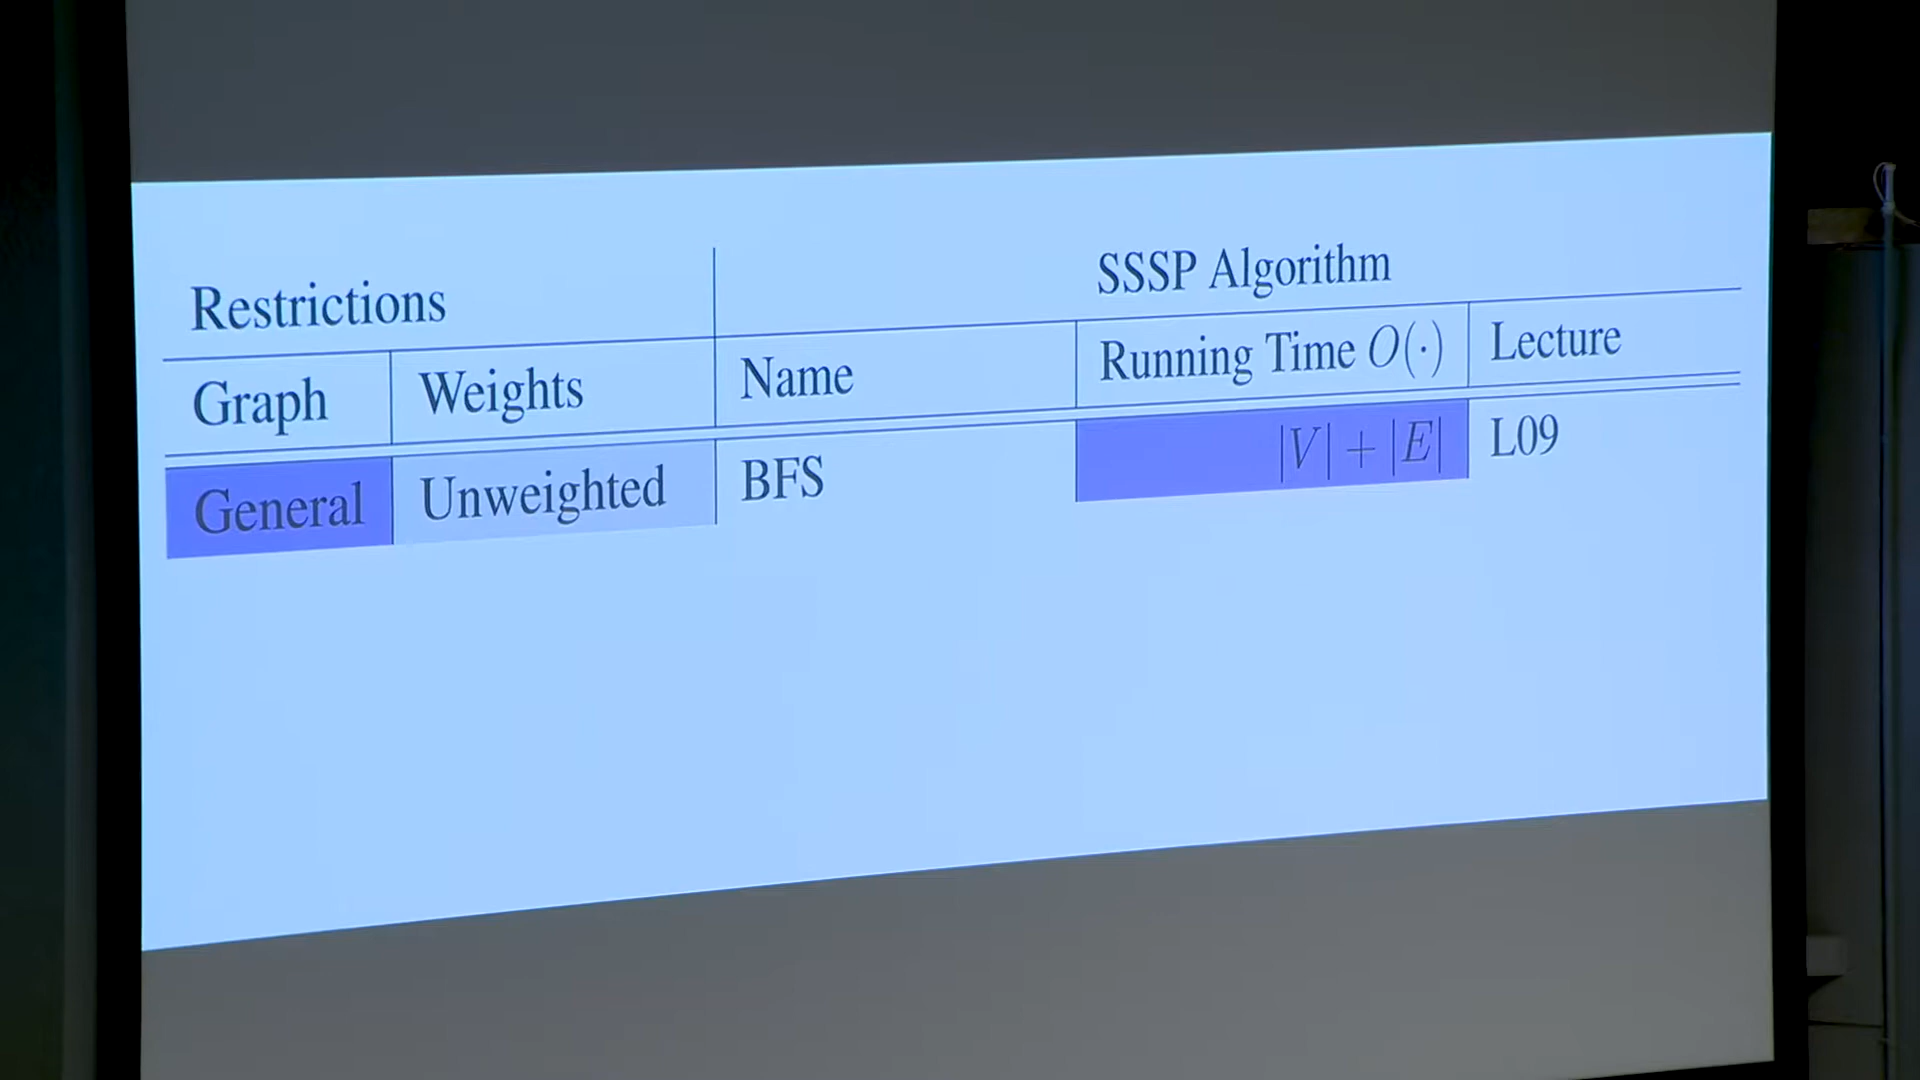 Restrictions SSSP Algorithm
Graph Weights Name Running Time O(·) Lecture
General Unweighted BFS |V| + |E| L09